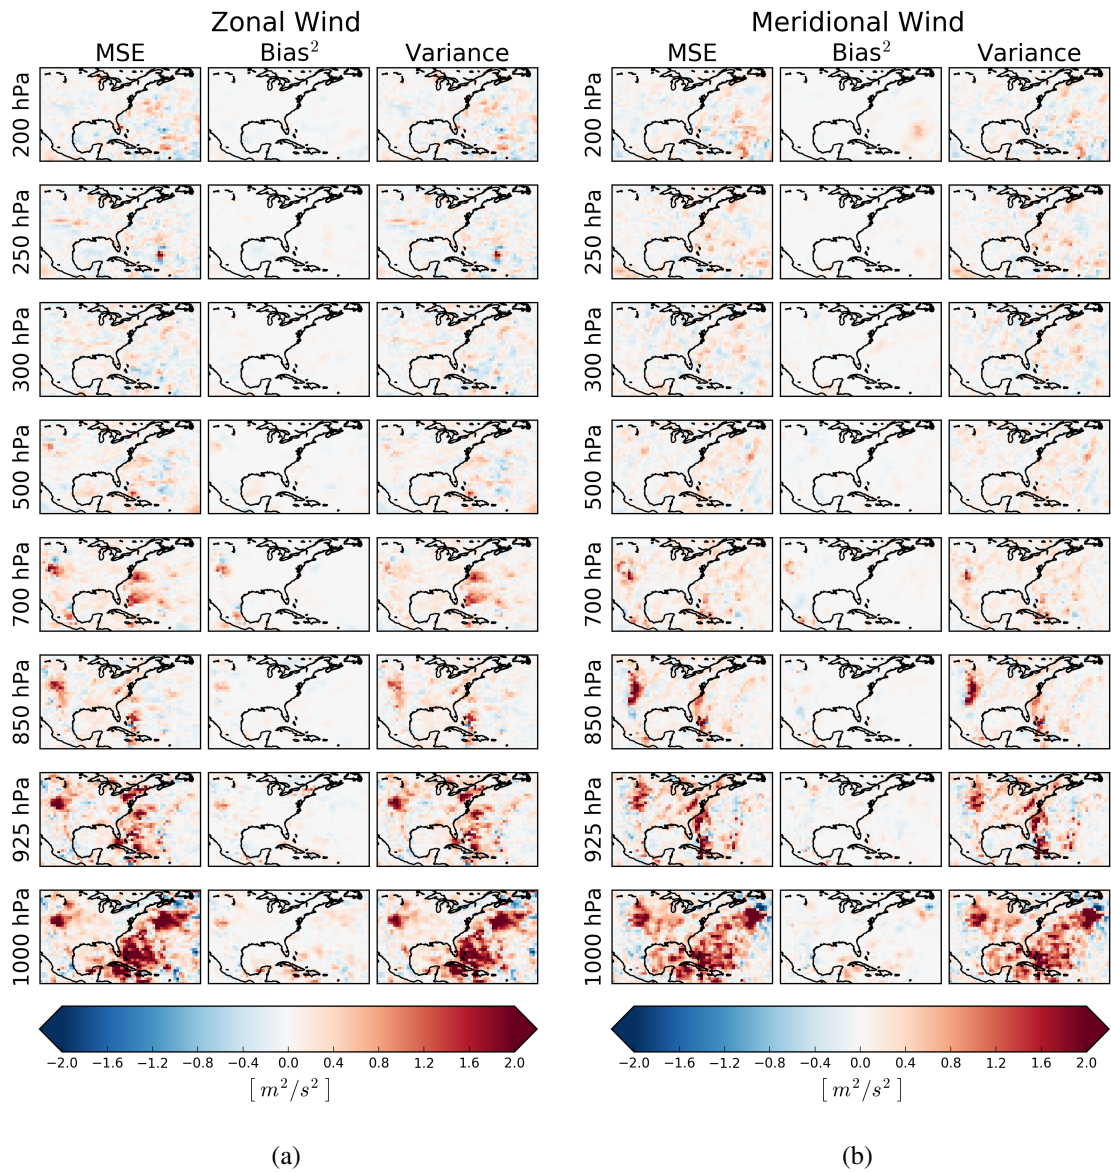 Zonal Wind
MSE Bias² Variance
200 hPa
250 hPa
300 hPa
500 hPa
700 hPa
850 hPa
925 hPa
1000 hPa
−2.0 −1.6 −1.2 −0.8 −0.4 0.0 0.4 0.8 1.2 1.6 2.0
[ m²/s² ]
(a)
Meridional Wind
MSE Bias² Variance
200 hPa
250 hPa
300 hPa
500 hPa
700 hPa
850 hPa
925 hPa
1000 hPa
−2.0 −1.6 −1.2 −0.8 −0.4 0.0 0.4 0.8 1.2 1.6 2.0
[ m²/s² ]
(b)